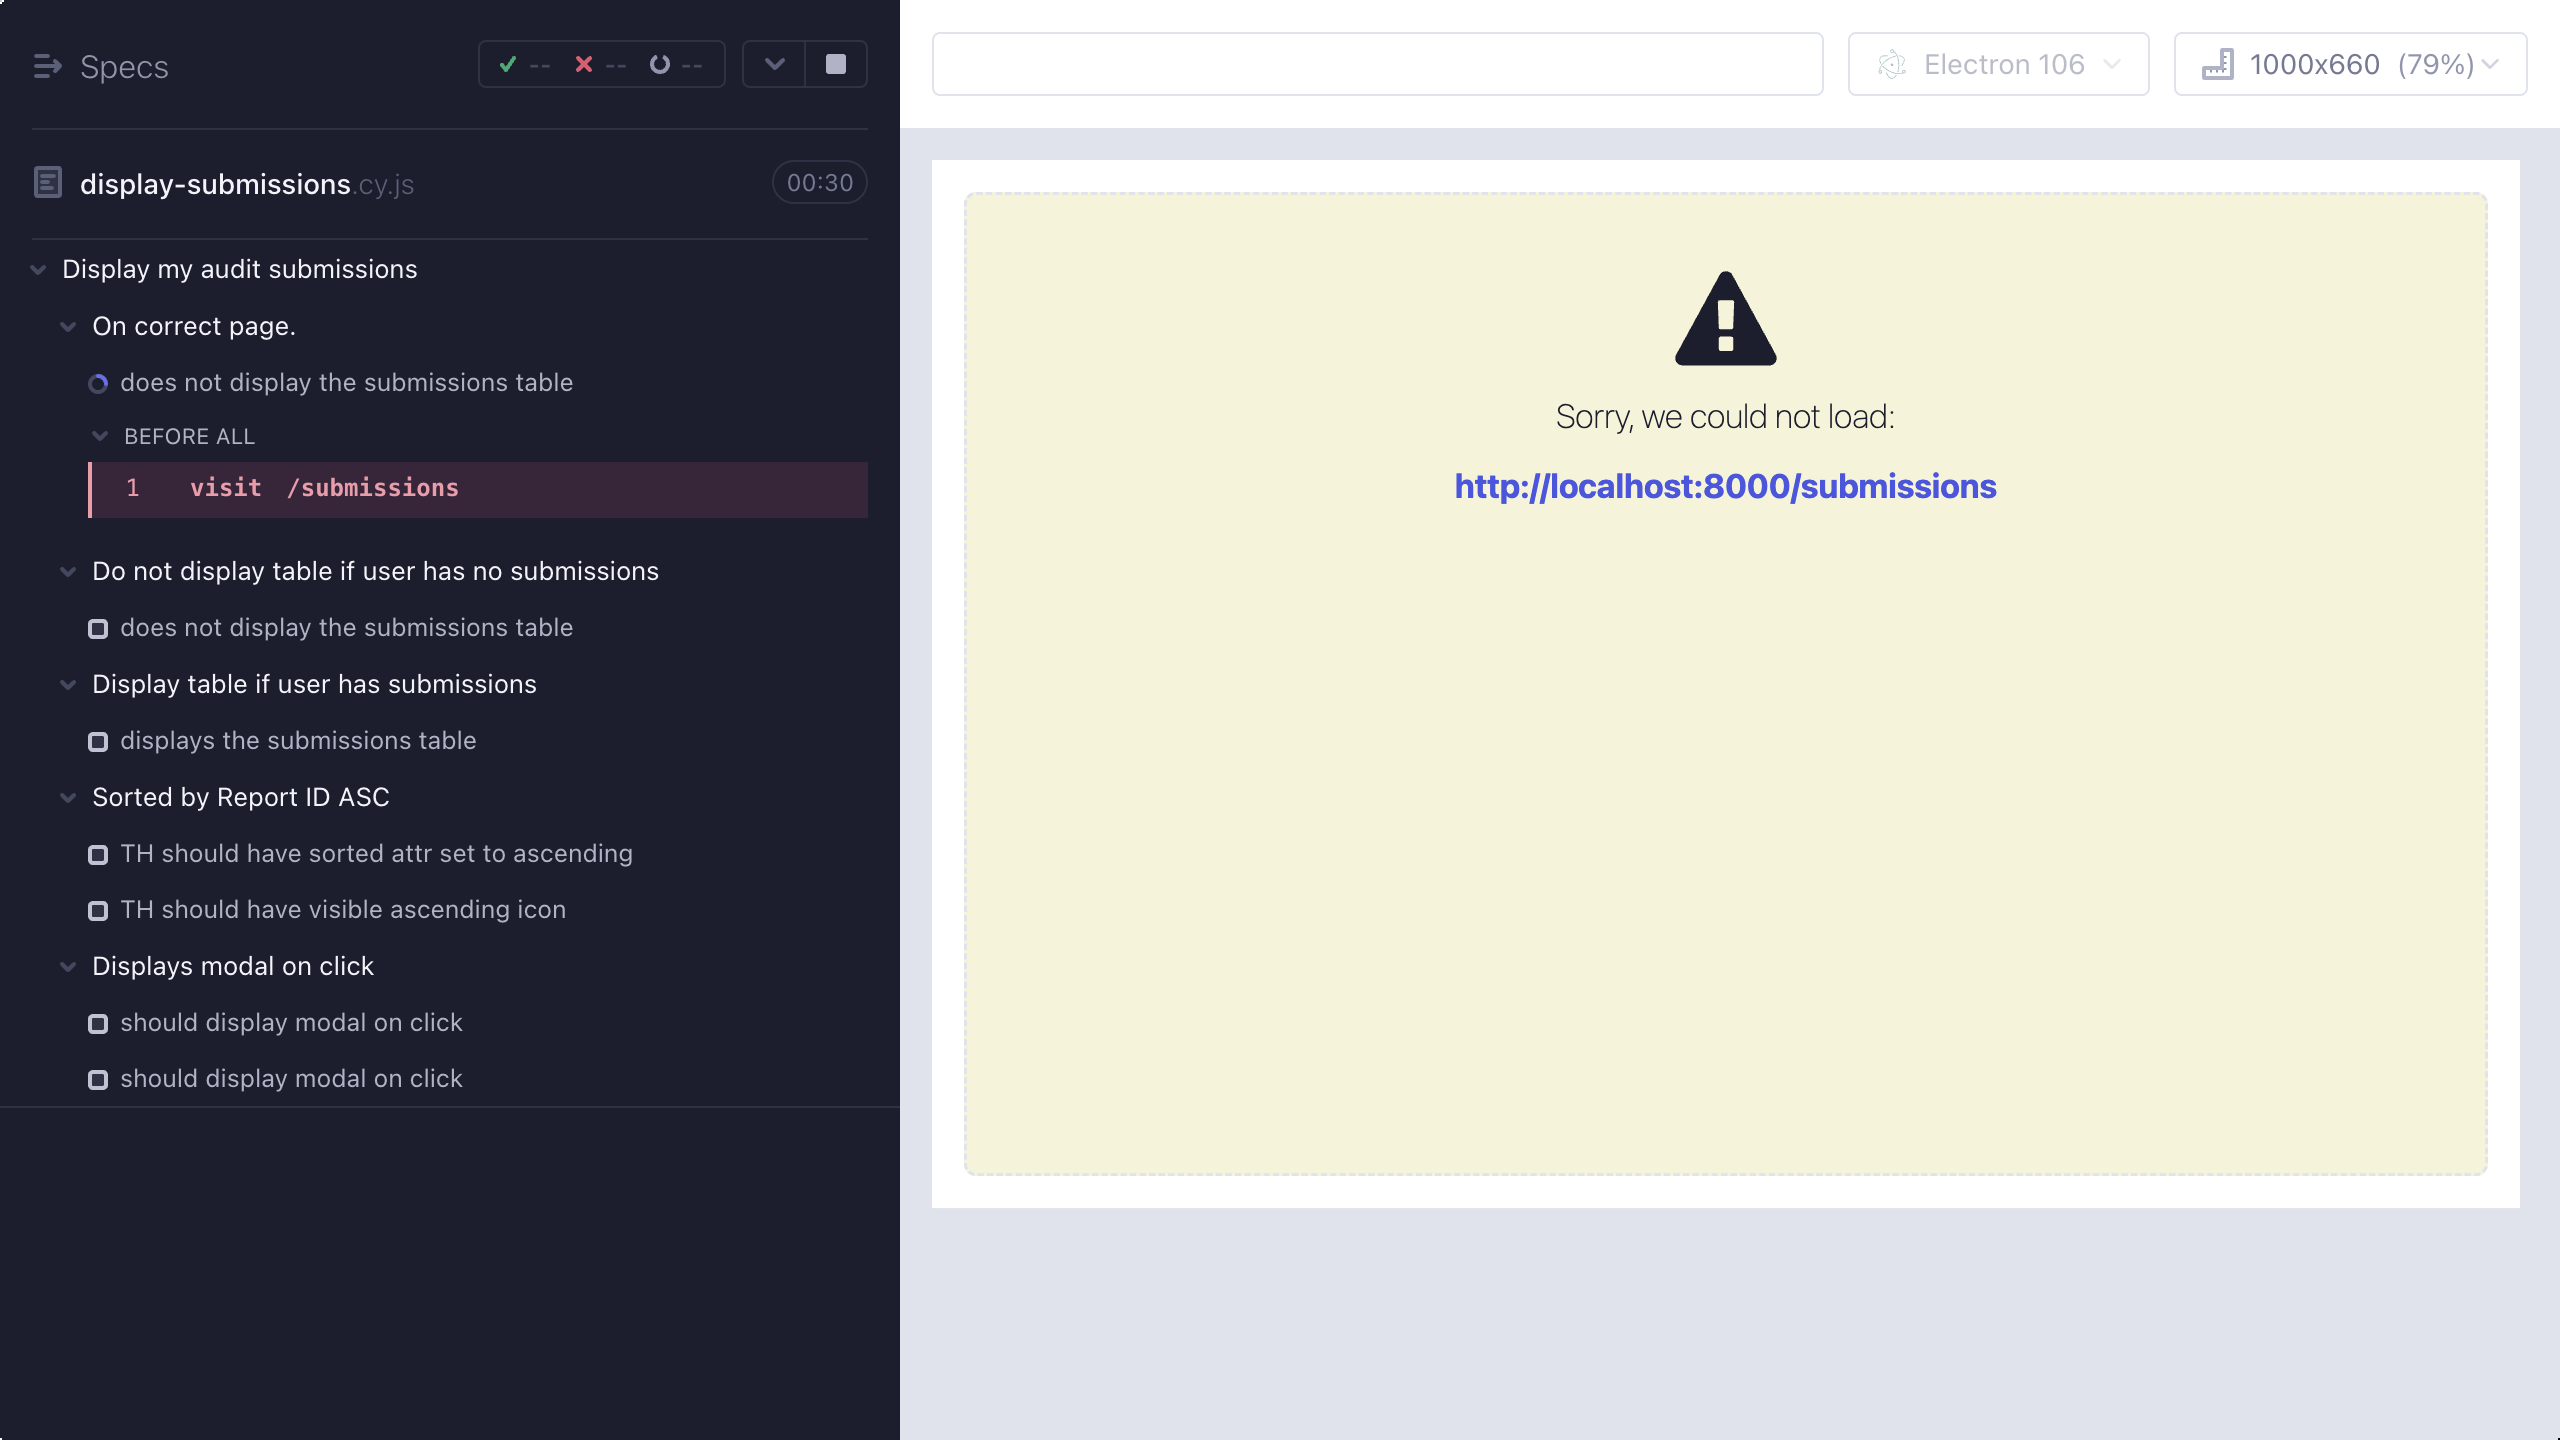 Specs
-- -- --
display-submissions.cy.js
00:30
Display my audit submissions
On correct page.
does not display the submissions table
BEFORE ALL
1 visit /submissions
Do not display table if user has no submissions
does not display the submissions table
Display table if user has submissions
displays the submissions table
Sorted by Report ID ASC
TH should have sorted attr set to ascending
TH should have visible ascending icon
Displays modal on click
should display modal on click
should display modal on click
Electron 106
1000x660 (79%)
Sorry, we could not load:
http://localhost:8000/submissions